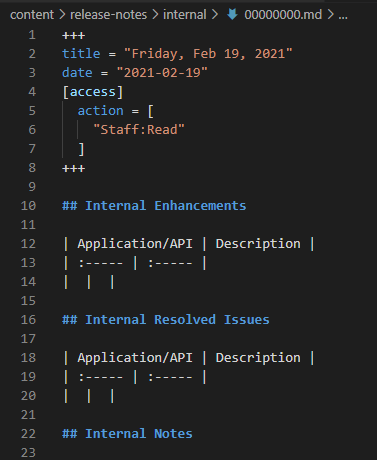 content > release-notes > internal > 00000000.md > ...
1 +++
2 title = "Friday, Feb 19, 2021"
3 date = "2021-02-19"
4 [access]
5   action = [
6     "Staff:Read"
7   ]
8 +++
9
10 ## Internal Enhancements
11
12 | Application/API | Description |
13 | :----- | :----- |
14 |  |  |
15
16 ## Internal Resolved Issues
17
18 | Application/API | Description |
19 | :----- | :----- |
20 |  |  |
21
22 ## Internal Notes
23